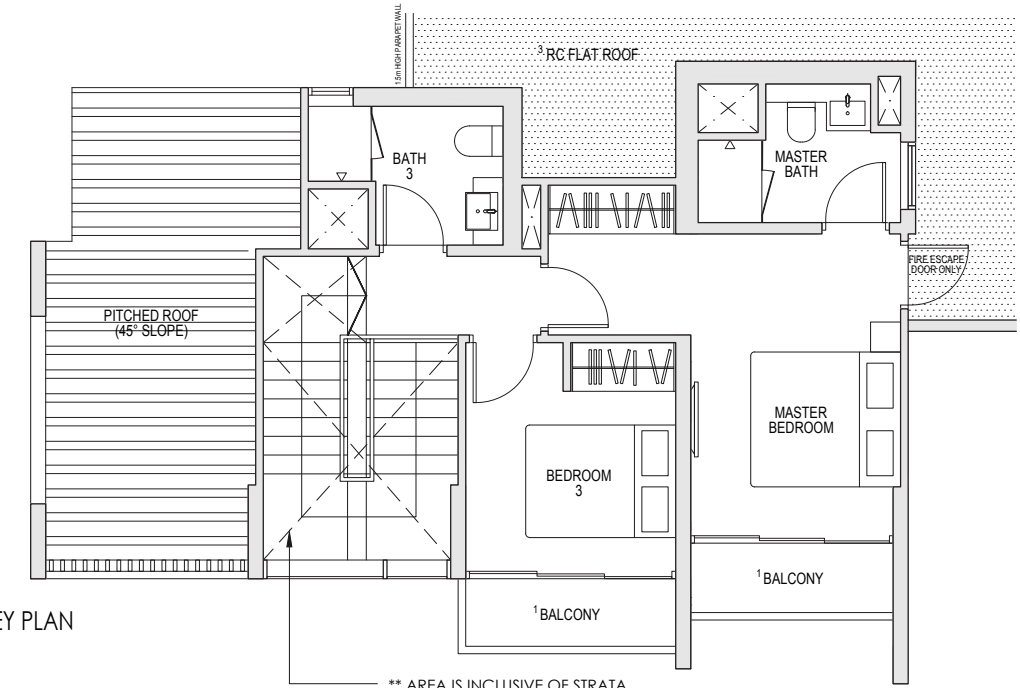 1.5m HIGH PARAPET WALL
3 RC FLAT ROOF
BATH
3
MASTER
BATH
FIRE ESCAPE
DOOR ONLY
PITCHED ROOF
(45° SLOPE)
MASTER
BEDROOM
BEDROOM
3
1 BALCONY
1 BALCONY
EY PLAN
** AREA IS INCLUSIVE OF STRATA